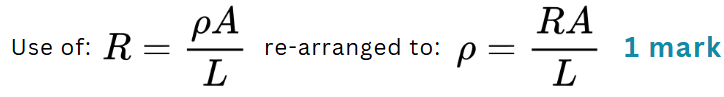 Use of: R = ρA/L re-arranged to: ρ = RA/L 1 mark